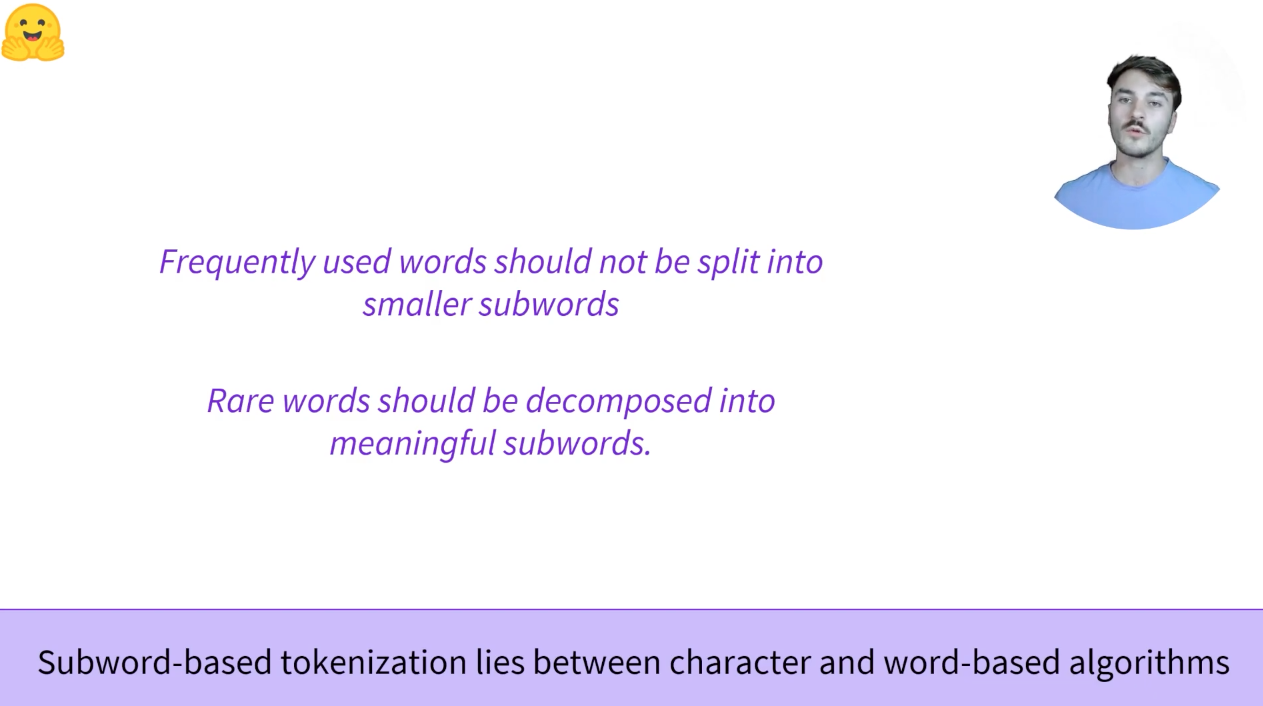 Frequently used words should not be split into
smaller subwords
Rare words should be decomposed into
meaningful subwords.
Subword-based tokenization lies between character and word-based algorithms